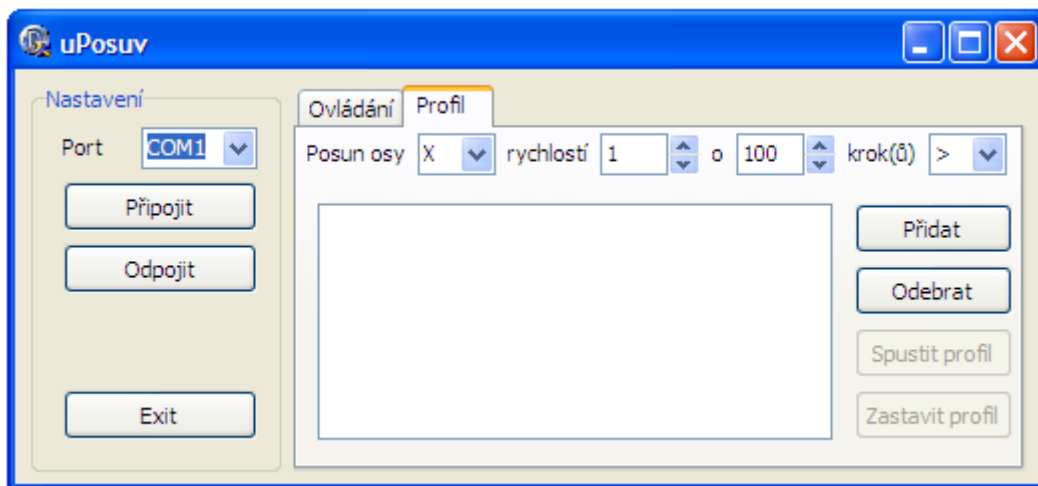 uPosuv
Nastavení
Port COM1
Připojit
Odpojit
Exit
Ovládání Profil
Posun osy X rychlostí 1 o 100 krok(ů) >
Přidat
Odebrat
Spustit profil
Zastavit profil